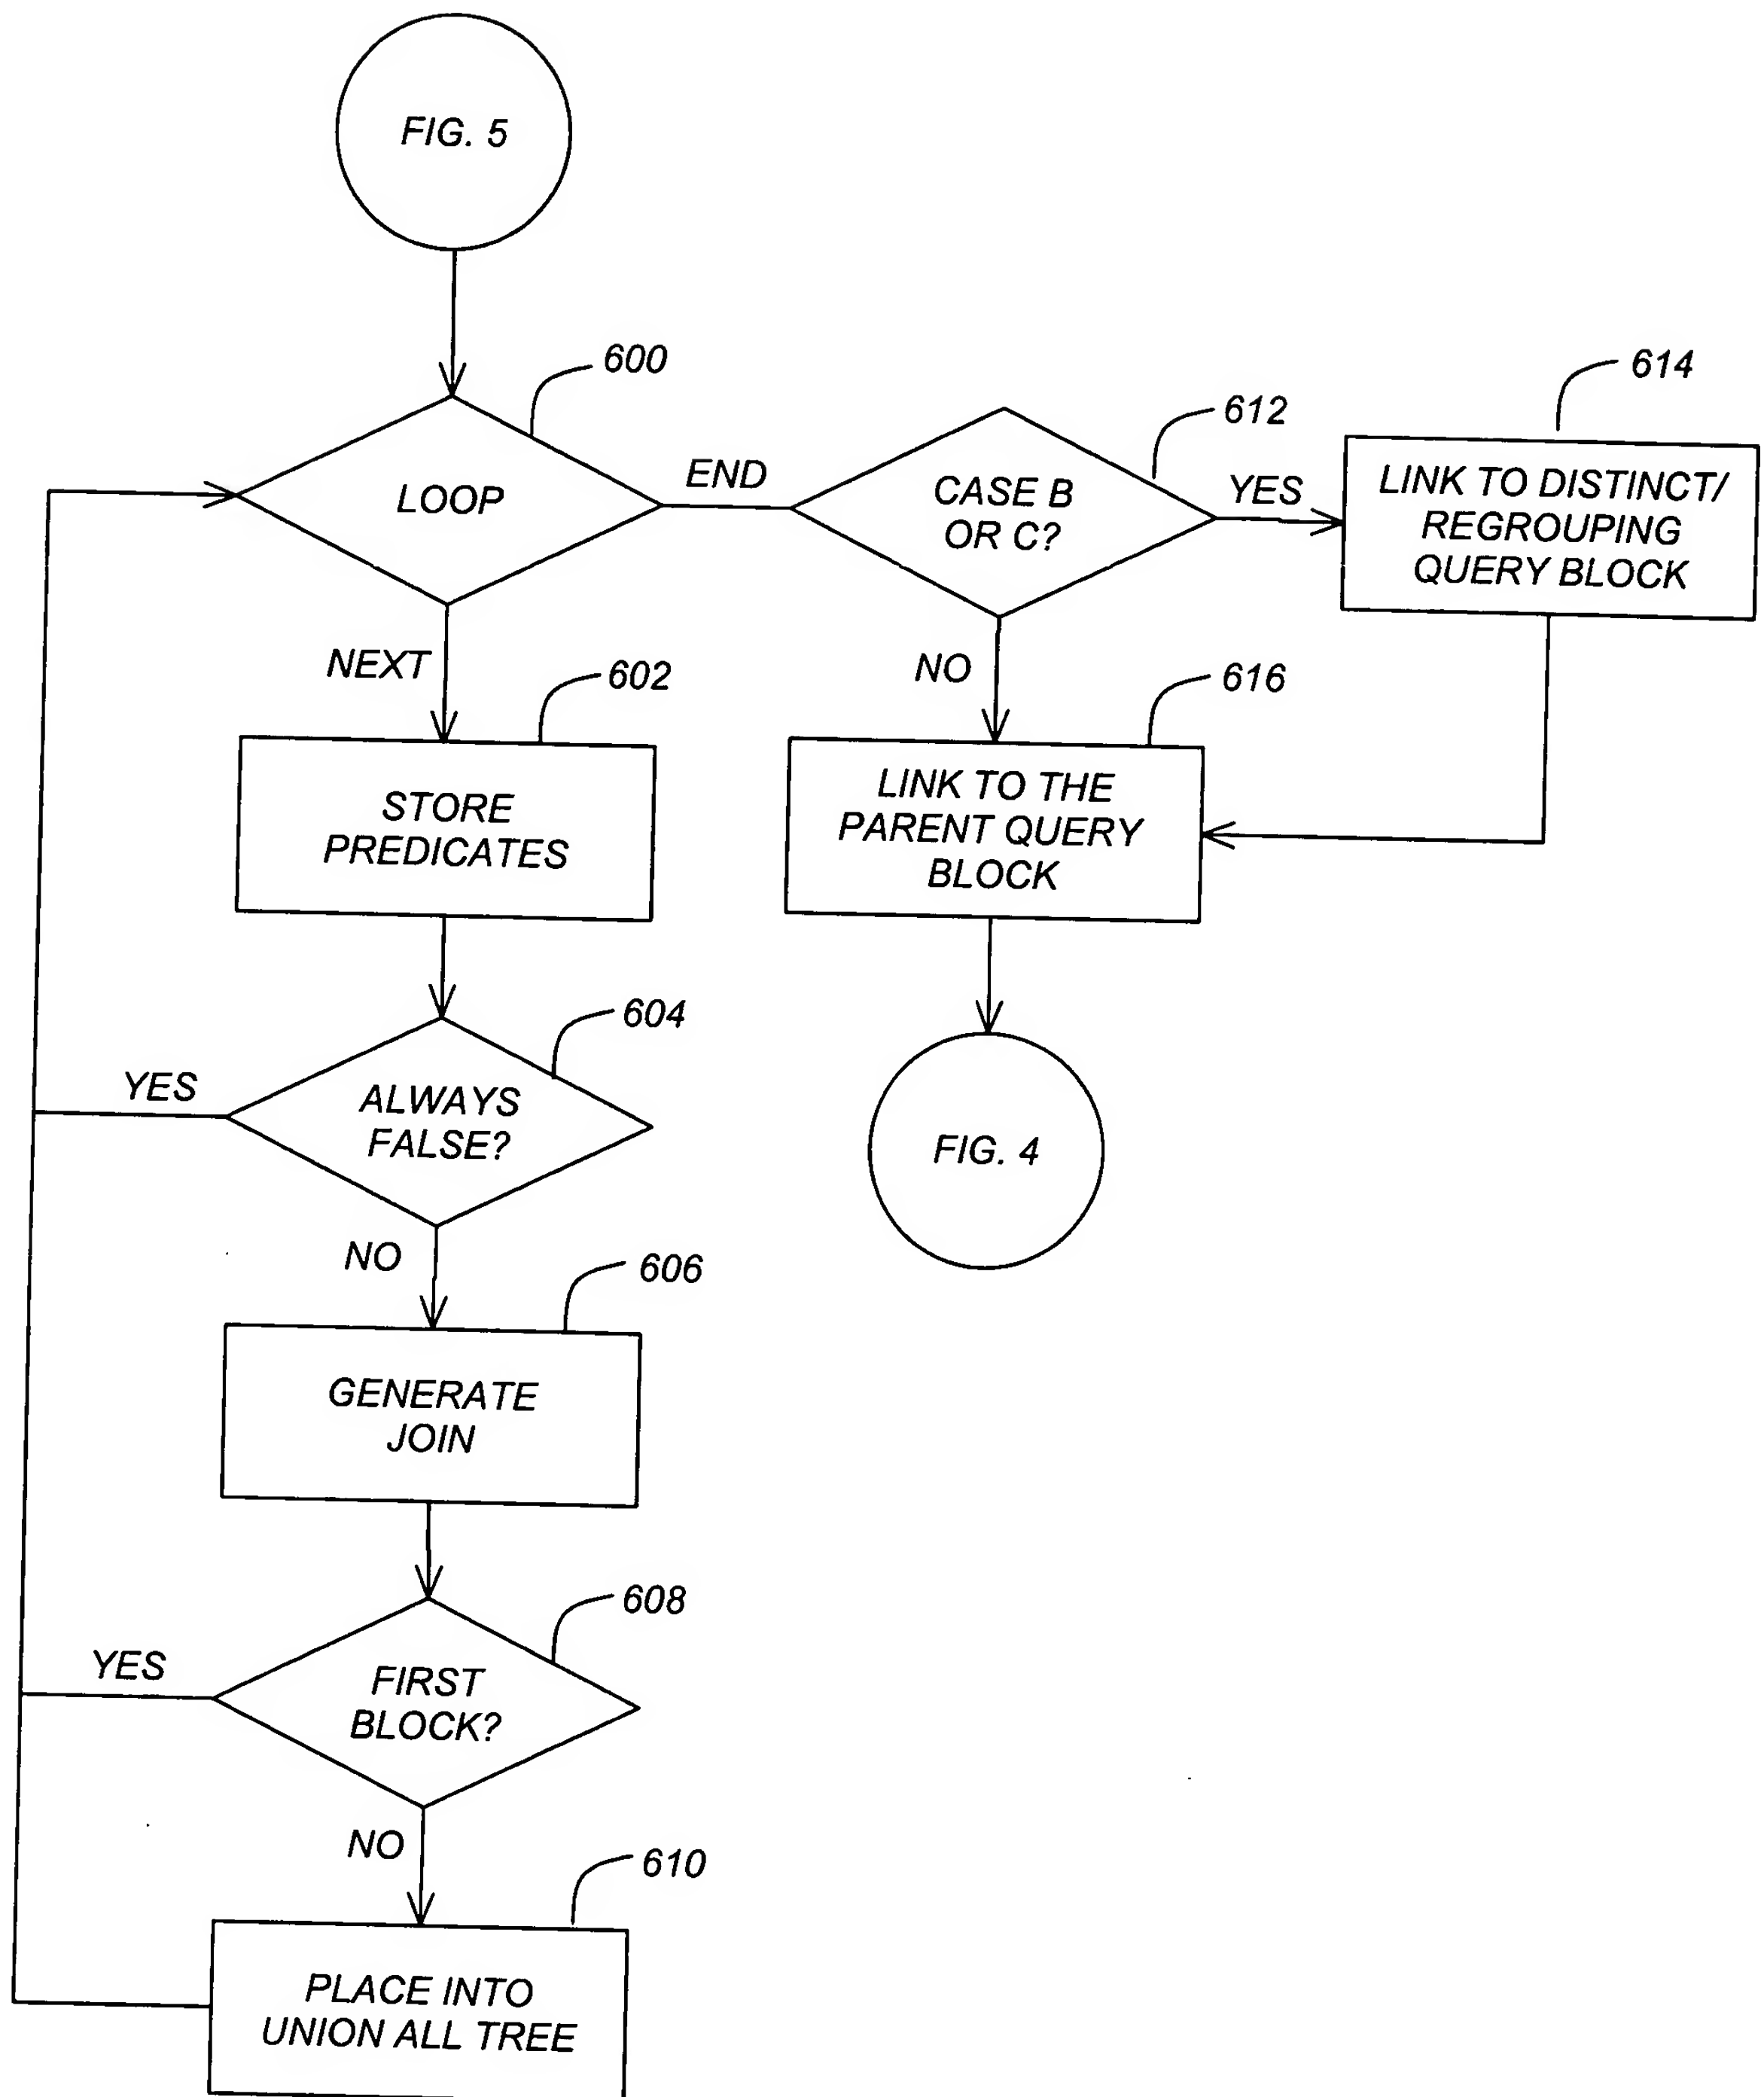 FIG. 5
600
LOOP
END
612
CASE B
OR C?
YES
614
LINK TO DISTINCT/
REGROUPING
QUERY BLOCK
NEXT
602
STORE
PREDICATES
NO
616
LINK TO THE
PARENT QUERY
BLOCK
604
YES
ALWAYS
FALSE?
FIG. 4
NO
606
GENERATE
JOIN
608
YES
FIRST
BLOCK?
NO
610
PLACE INTO
UNION ALL TREE